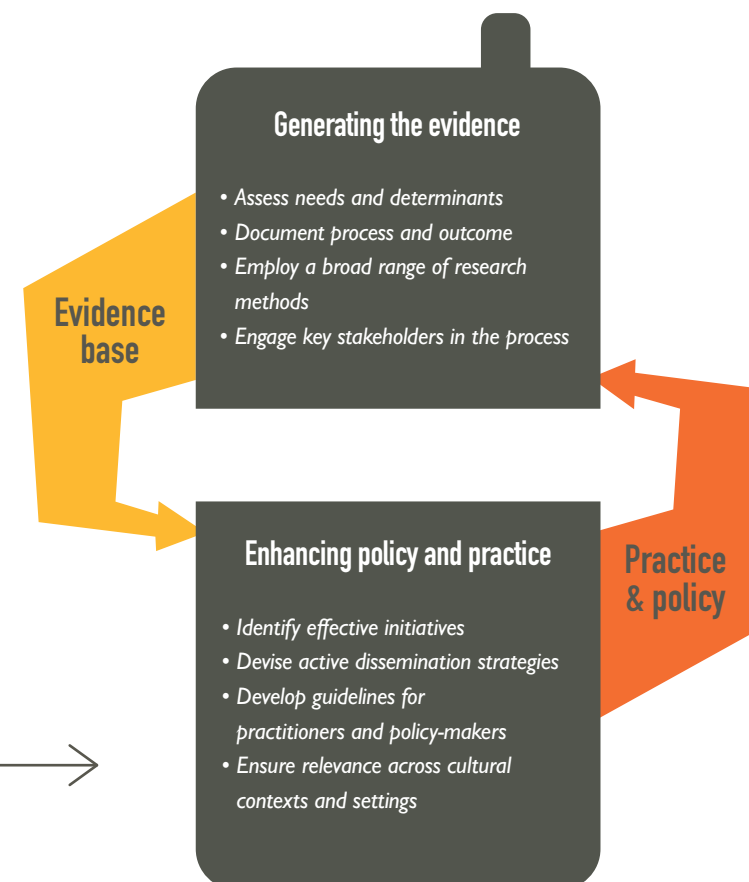 Generating the evidence
• Assess needs and determinants
• Document process and outcome
• Employ a broad range of research
methods
• Engage key stakeholders in the process
Evidence
base
Enhancing policy and practice
• Identify effective initiatives
• Devise active dissemination strategies
• Develop guidelines for
practitioners and policy-makers
• Ensure relevance across cultural
contexts and settings
Practice
& policy